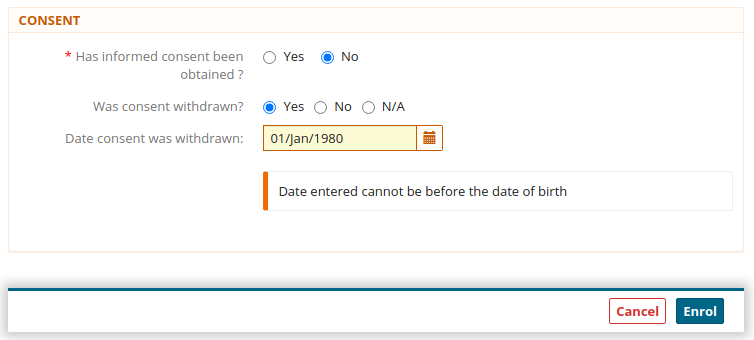 CONSENT
* Has informed consent been
obtained ?
Yes No
Was consent withdrawn? Yes No N/A
Date consent was withdrawn: 01/Jan/1980
Date entered cannot be before the date of birth
Cancel Enrol